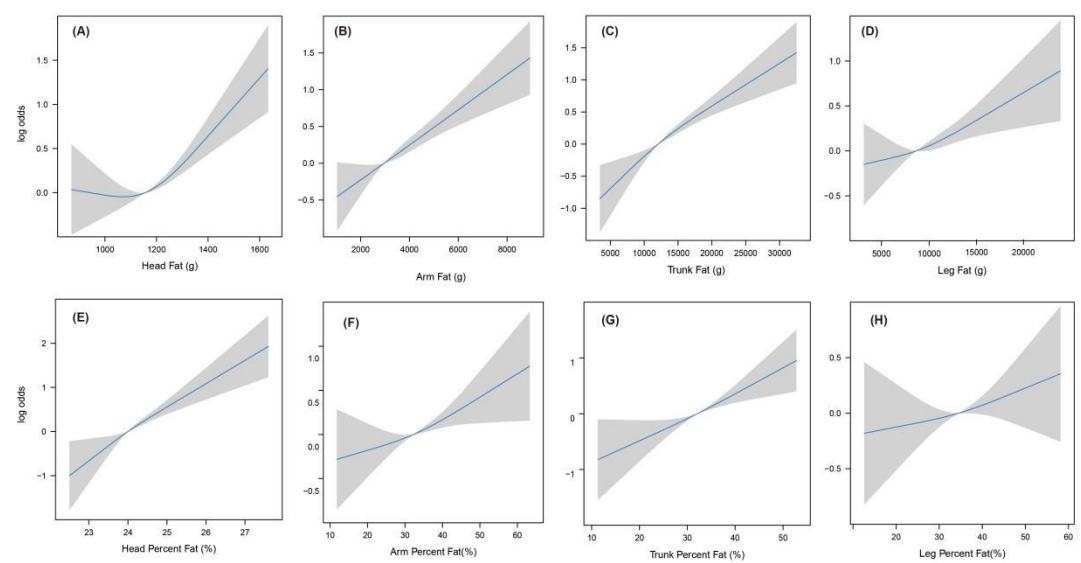 (A)
log odds
1.5
1.0
0.5
0.0
1000 1200 1400 1600
Head Fat (g)
(B)
1.5
1.0
0.5
0.0
−0.5
2000 4000 6000 8000
Arm Fat (g)
(C)
1.5
1.0
0.5
0.0
−0.5
−1.0
5000 10000 15000 20000 25000 30000
Trunk Fat (g)
(D)
1.0
0.5
0.0
−0.5
5000 10000 15000 20000
Leg Fat (g)
(E)
log odds
2
1
0
−1
23 24 25 26 27
Head Percent Fat (%)
(F)
1.0
0.5
0.0
−0.5
10 20 30 40 50 60
Arm Percent Fat(%)
(G)
1
0
−1
10 20 30 40 50
Trunk Percent Fat (%)
(H)
0.5
0.0
−0.5
20 30 40 50 60
Leg Percent Fat(%)